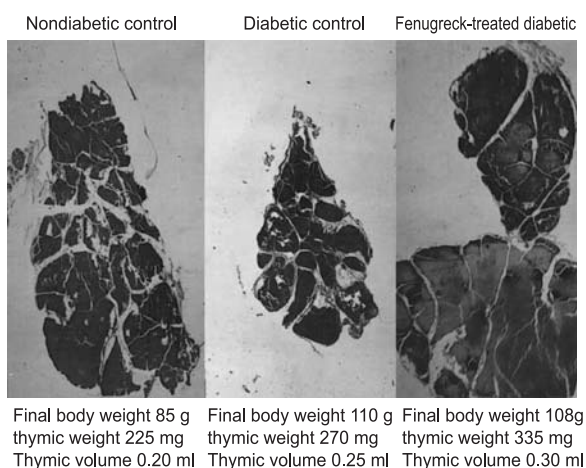 Nondiabetic control
Diabetic control
Fenugreck-treated diabetic
Final body weight 85 g
thymic weight 225 mg
Thymic volume 0.20 ml
Final body weight 110 g
thymic weight 270 mg
Thymic volume 0.25 ml
Final body weight 108g
thymic weight 335 mg
Thymic volume 0.30 ml